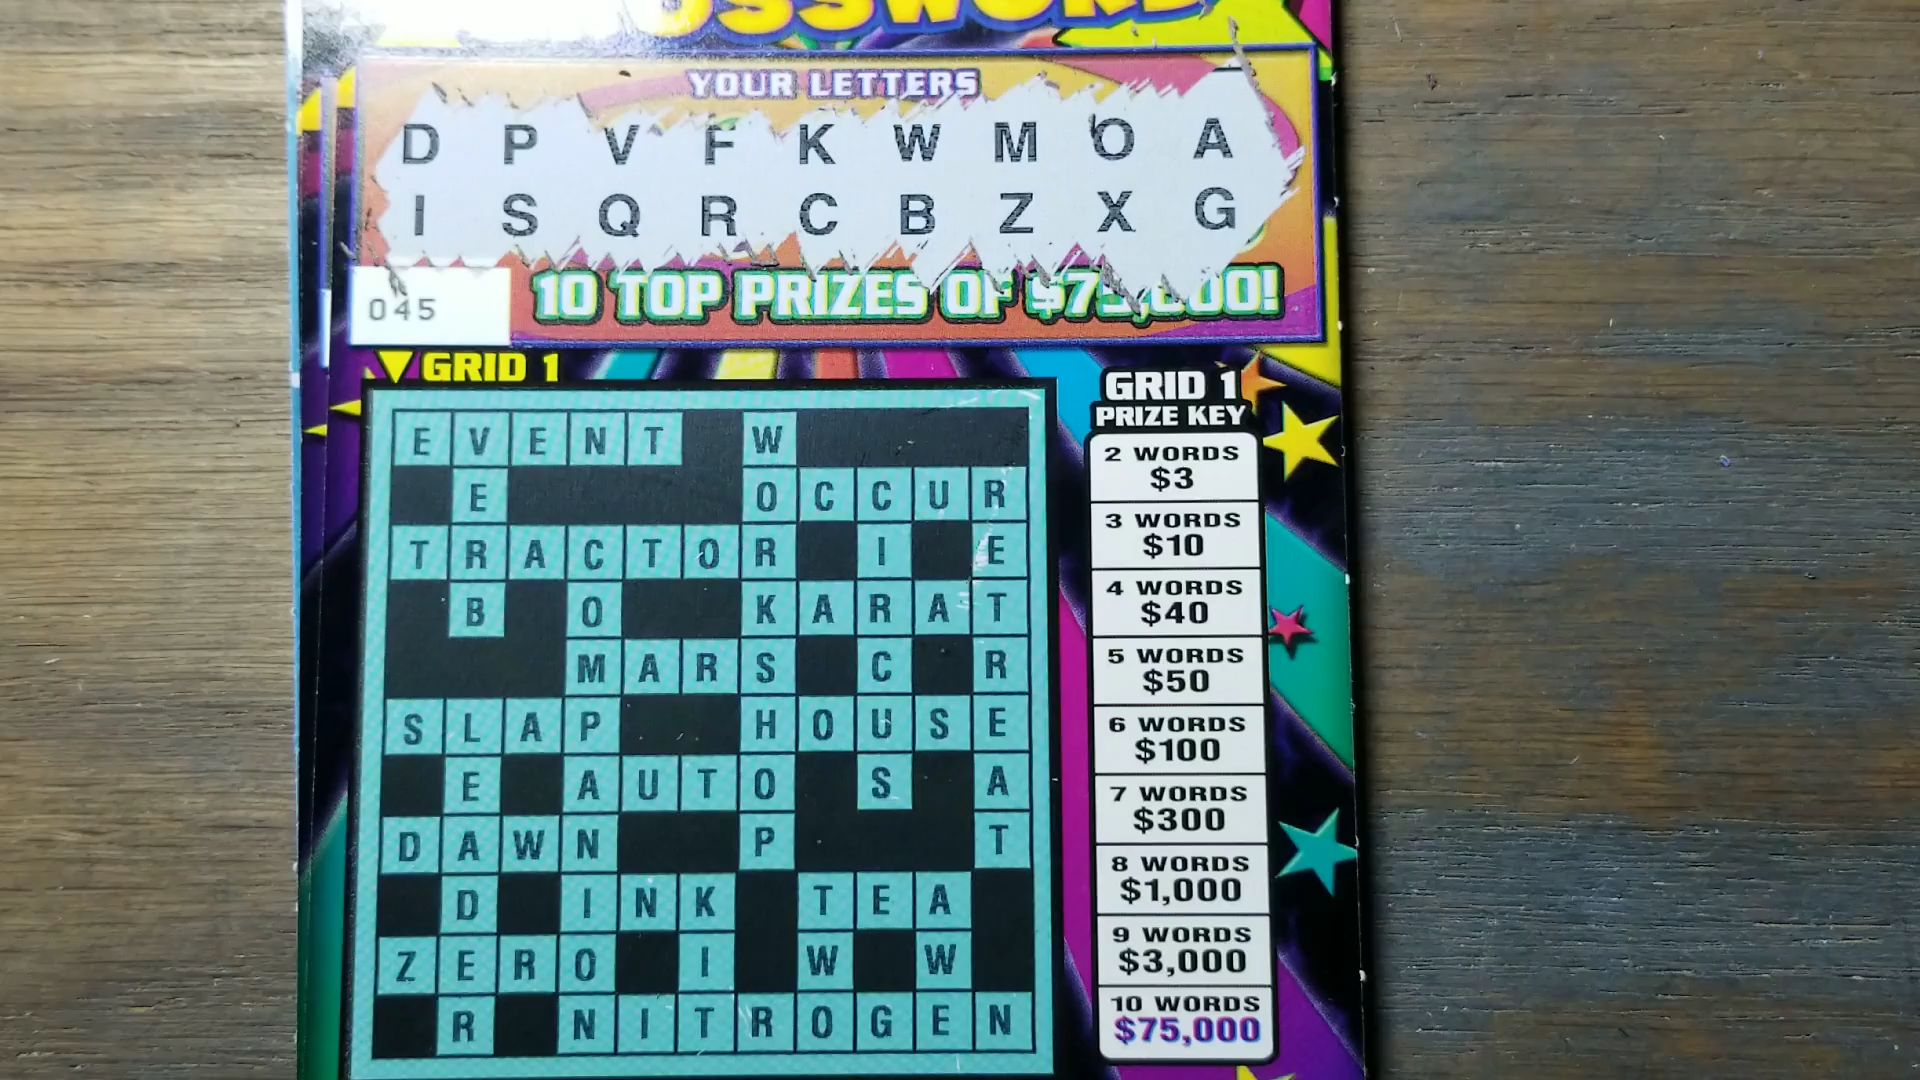 YOUR LETTERS
D P V F K W M O A
I S Q R C B Z X G
045
10 TOP PRIZES OF
GRID 1
E V E N T W
E O C C U R
T R A C T O R I E
B O K A R A T
M A R S C R
S L A P H O U S E
E A U T O S A
D A W N P T
D I N K T E A
Z E R O I W W
R N I T R O G E N
GRID 1
PRIZE KEY
2 WORDS
$3
3 WORDS
$10
4 WORDS
$40
5 WORDS
$50
6 WORDS
$100
7 WORDS
$300
8 WORDS
$1,000
9 WORDS
$3,000
10 WORDS
$75,000